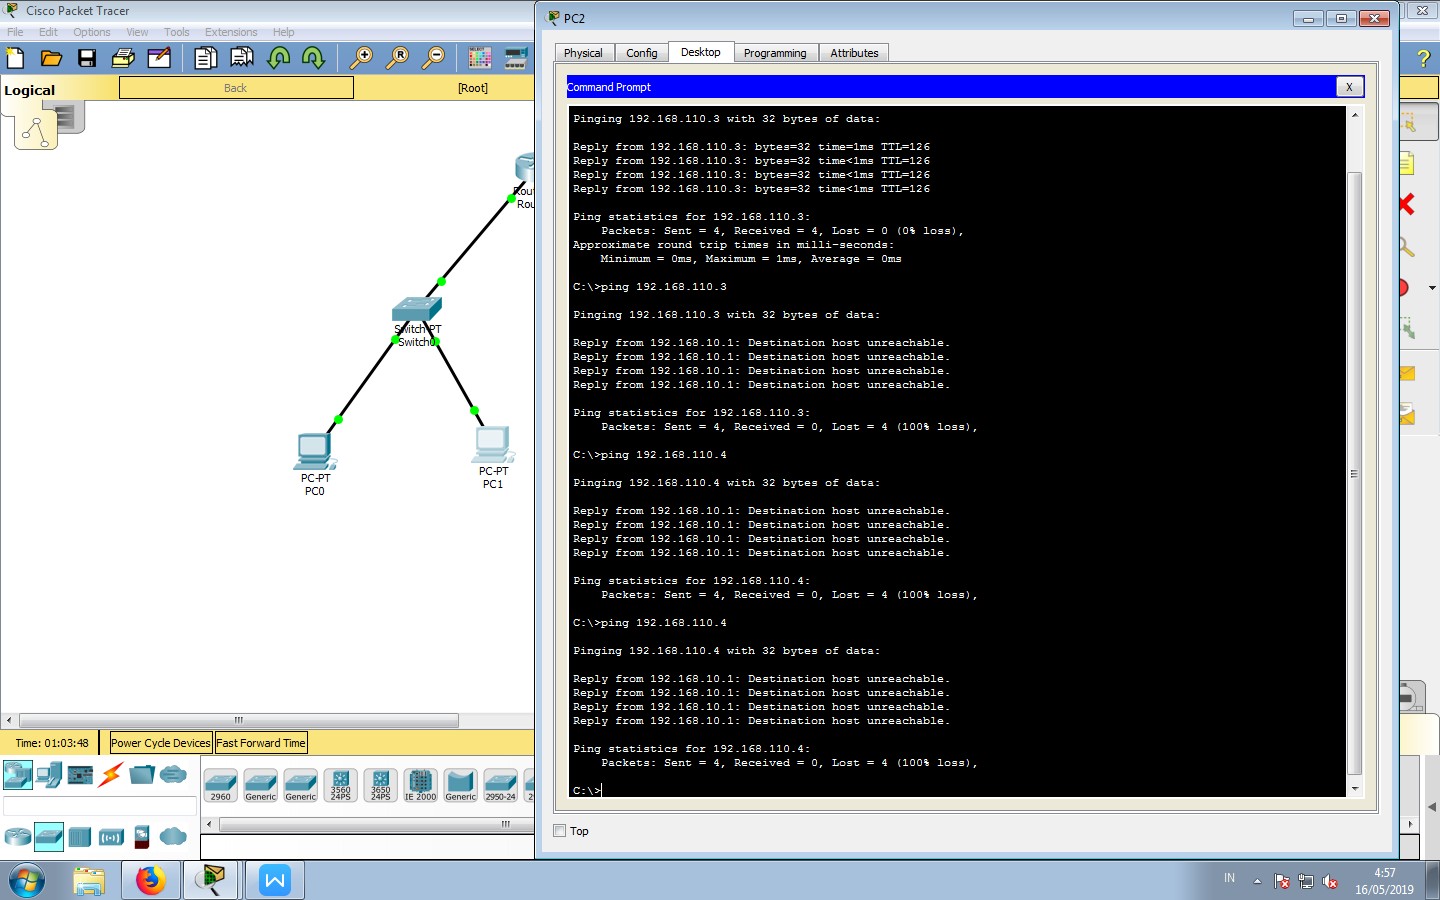 Cisco Packet Tracer
File Edit Options View Tools Extensions Help
Logical
Back
[Root]
Switch-PT
Switch0
PC-PT
PC0
PC-PT
PC1
Time: 01:03:48
Power Cycle Devices
Fast Forward Time
2960
Generic
Generic
3560
24PS
3650
24PS
IE 2000
Generic
2950-24
PC2
Physical
Config
Desktop
Programming
Attributes
Command Prompt
X
Pinging 192.168.110.3 with 32 bytes of data:
Reply from 192.168.110.3: bytes=32 time=1ms TTL=126
Reply from 192.168.110.3: bytes=32 time<1ms TTL=126
Reply from 192.168.110.3: bytes=32 time<1ms TTL=126
Reply from 192.168.110.3: bytes=32 time<1ms TTL=126
Ping statistics for 192.168.110.3:
Packets: Sent = 4, Received = 4, Lost = 0 (0% loss),
Approximate round trip times in milli-seconds:
Minimum = 0ms, Maximum = 1ms, Average = 0ms
C:\>ping 192.168.110.3
Pinging 192.168.110.3 with 32 bytes of data:
Reply from 192.168.10.1: Destination host unreachable.
Reply from 192.168.10.1: Destination host unreachable.
Reply from 192.168.10.1: Destination host unreachable.
Reply from 192.168.10.1: Destination host unreachable.
Ping statistics for 192.168.110.3:
Packets: Sent = 4, Received = 0, Lost = 4 (100% loss),
C:\>ping 192.168.110.4
Pinging 192.168.110.4 with 32 bytes of data:
Reply from 192.168.10.1: Destination host unreachable.
Reply from 192.168.10.1: Destination host unreachable.
Reply from 192.168.10.1: Destination host unreachable.
Reply from 192.168.10.1: Destination host unreachable.
Ping statistics for 192.168.110.4:
Packets: Sent = 4, Received = 0, Lost = 4 (100% loss),
C:\>ping 192.168.110.4
Pinging 192.168.110.4 with 32 bytes of data:
Reply from 192.168.10.1: Destination host unreachable.
Reply from 192.168.10.1: Destination host unreachable.
Reply from 192.168.10.1: Destination host unreachable.
Reply from 192.168.10.1: Destination host unreachable.
Ping statistics for 192.168.110.4:
Packets: Sent = 4, Received = 0, Lost = 4 (100% loss),
C:\>
Top
IN
4:57
16/05/2019